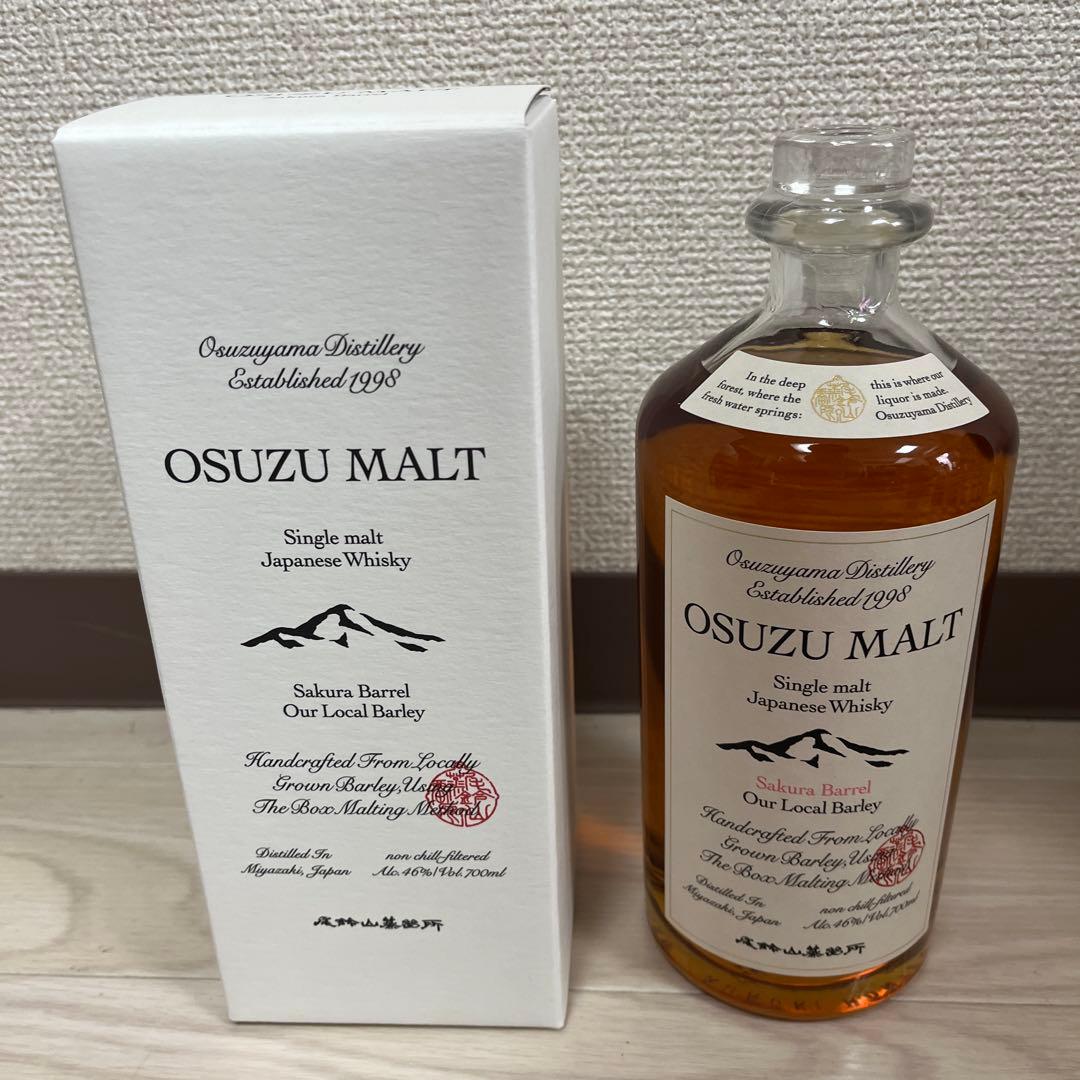 Osuzuyama Distillery
Established 1998
OSUZU MALT
Single malt
Japanese Whisky
Sakura Barrel
Our Local Barley
Handcrafted From Locally
Grown Barley, Using
The Box Malting Method
Distilled In
Miyazaki, Japan
non chill-filtered
Alc. 46% / Vol. 700ml
尾鈴山蒸留所
In the deep
forest, where the
fresh water springs:
this is where our
liquor is made.
Osuzuyama Distillery
Osuzuyama Distillery
Established 1998
OSUZU MALT
Single malt
Japanese Whisky
Sakura Barrel
Our Local Barley
Handcrafted From Locally
Grown Barley, Using
The Box Malting Method
Distilled In
Miyazaki, Japan
non chill-filtered
Alc. 46% / Vol. 700ml
尾鈴山蒸留所